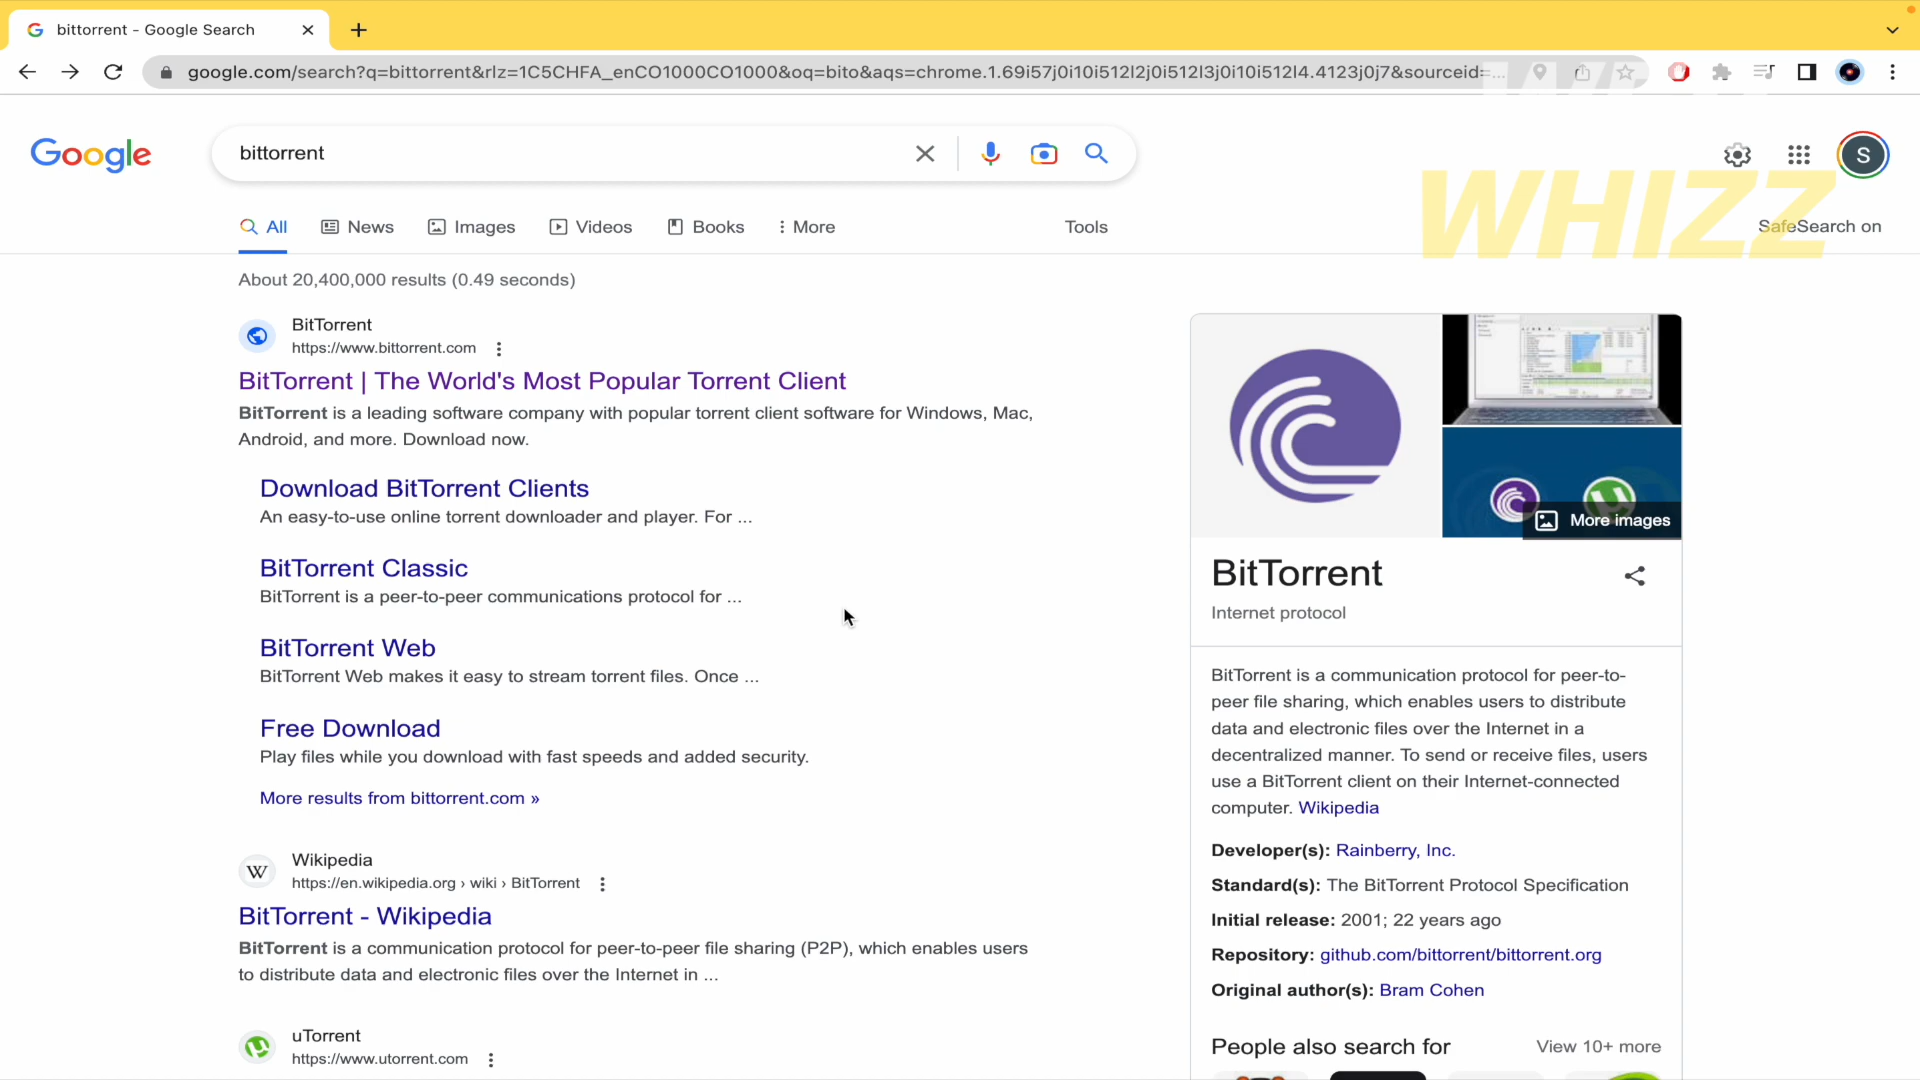 bittorrent - Google Search
google.com/search?q=bittorrent&rlz=1C5CHFA_enCO1000CO1000&oq=bito&aqs=chrome.1.69i57j0i10i512l2j0i512l3j0i10i512l4.4123j0j7&sourceid=...
Google
bittorrent
S
WHIZZ
All
News
Images
Videos
Books
More
Tools
SafeSearch on
About 20,400,000 results (0.49 seconds)
BitTorrent
https://www.bittorrent.com
BitTorrent | The World's Most Popular Torrent Client
BitTorrent is a leading software company with popular torrent client software for Windows, Mac,
Android, and more. Download now.
Download BitTorrent Clients
An easy-to-use online torrent downloader and player. For ...
BitTorrent Classic
BitTorrent is a peer-to-peer communications protocol for ...
BitTorrent Web
BitTorrent Web makes it easy to stream torrent files. Once ...
Free Download
Play files while you download with fast speeds and added security.
More results from bittorrent.com »
W
Wikipedia
https://en.wikipedia.org › wiki › BitTorrent
BitTorrent - Wikipedia
BitTorrent is a communication protocol for peer-to-peer file sharing (P2P), which enables users
to distribute data and electronic files over the Internet in ...
uTorrent
https://www.utorrent.com
More images
BitTorrent
Internet protocol
BitTorrent is a communication protocol for peer-to-
peer file sharing, which enables users to distribute
data and electronic files over the Internet in a
decentralized manner. To send or receive files, users
use a BitTorrent client on their Internet-connected
computer. Wikipedia
Developer(s): Rainberry, Inc.
Standard(s): The BitTorrent Protocol Specification
Initial release: 2001; 22 years ago
Repository: github.com/bittorrent/bittorrent.org
Original author(s): Bram Cohen
People also search for
View 10+ more